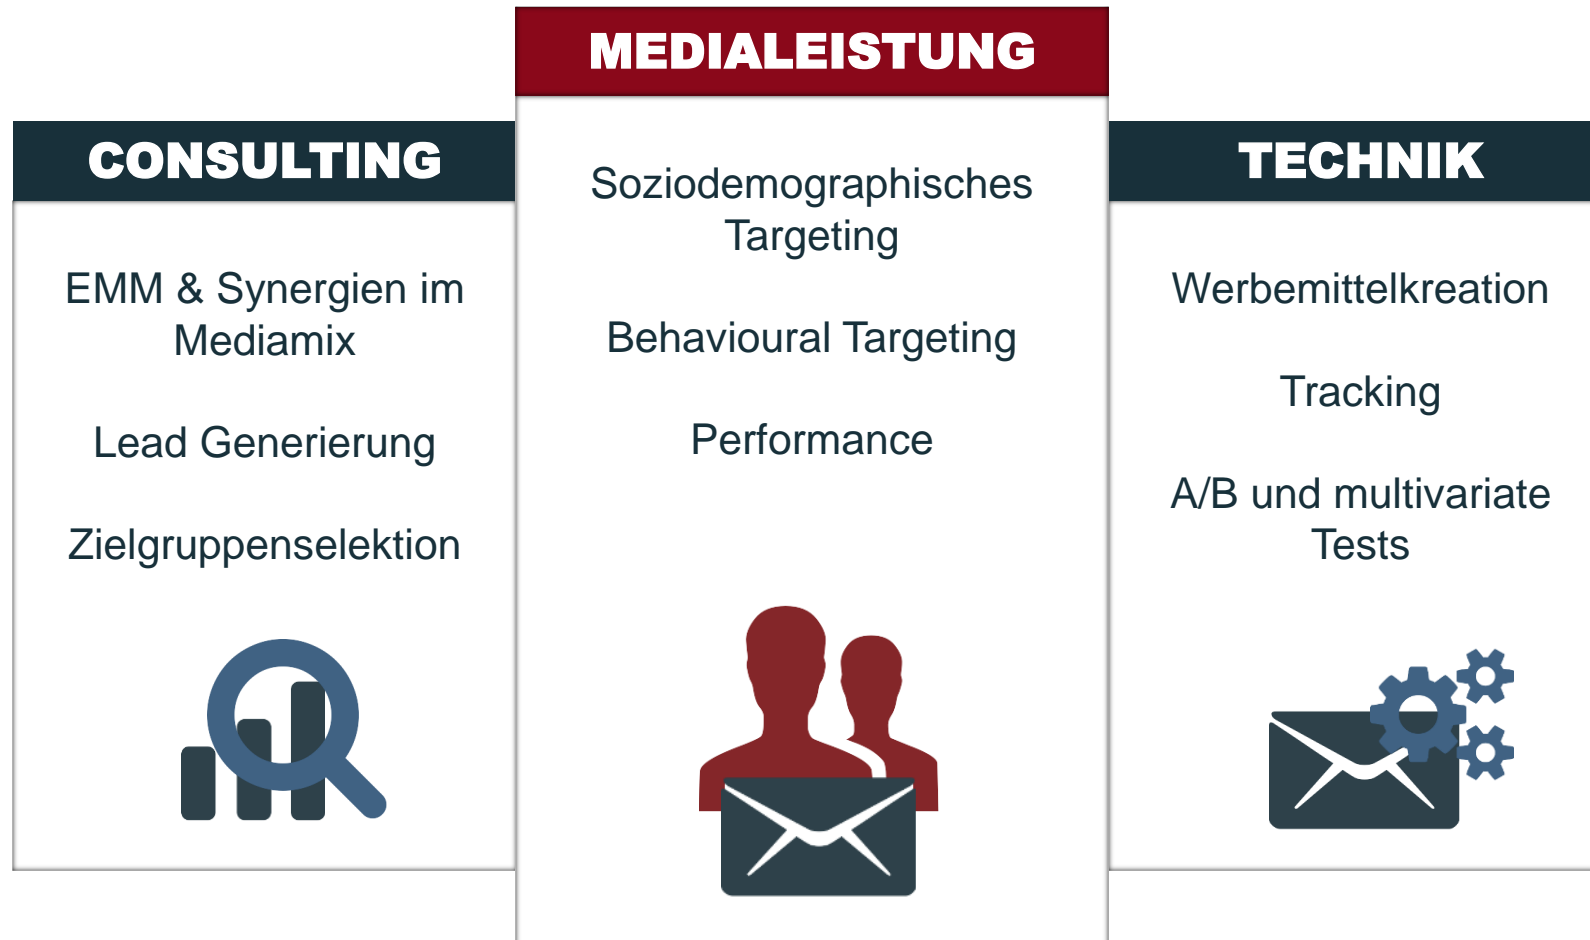 MEDIALEISTUNG
Soziodemographisches
Targeting
Behavioural Targeting
Performance
CONSULTING
EMM & Synergien im
Mediamix
Lead Generierung
Zielgruppenselektion
TECHNIK
Werbemittelkreation
Tracking
A/B und multivariate
Tests